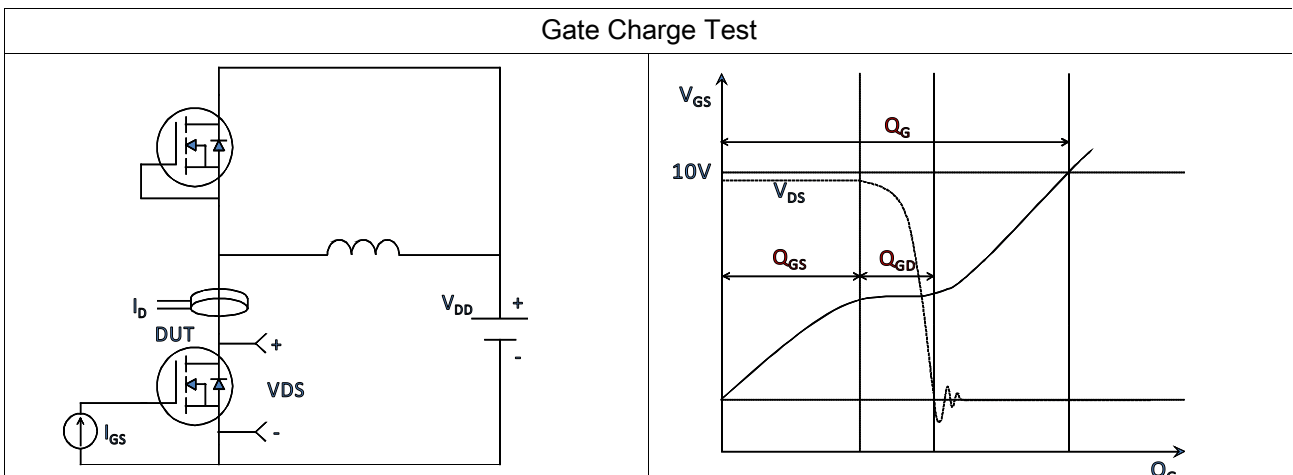 Gate Charge Test
I_D
DUT
+
VDS
-
I_GS
V_DD
+
-
V_GS
10V
Q_G
V_DS
Q_GS
Q_GD
Q_G